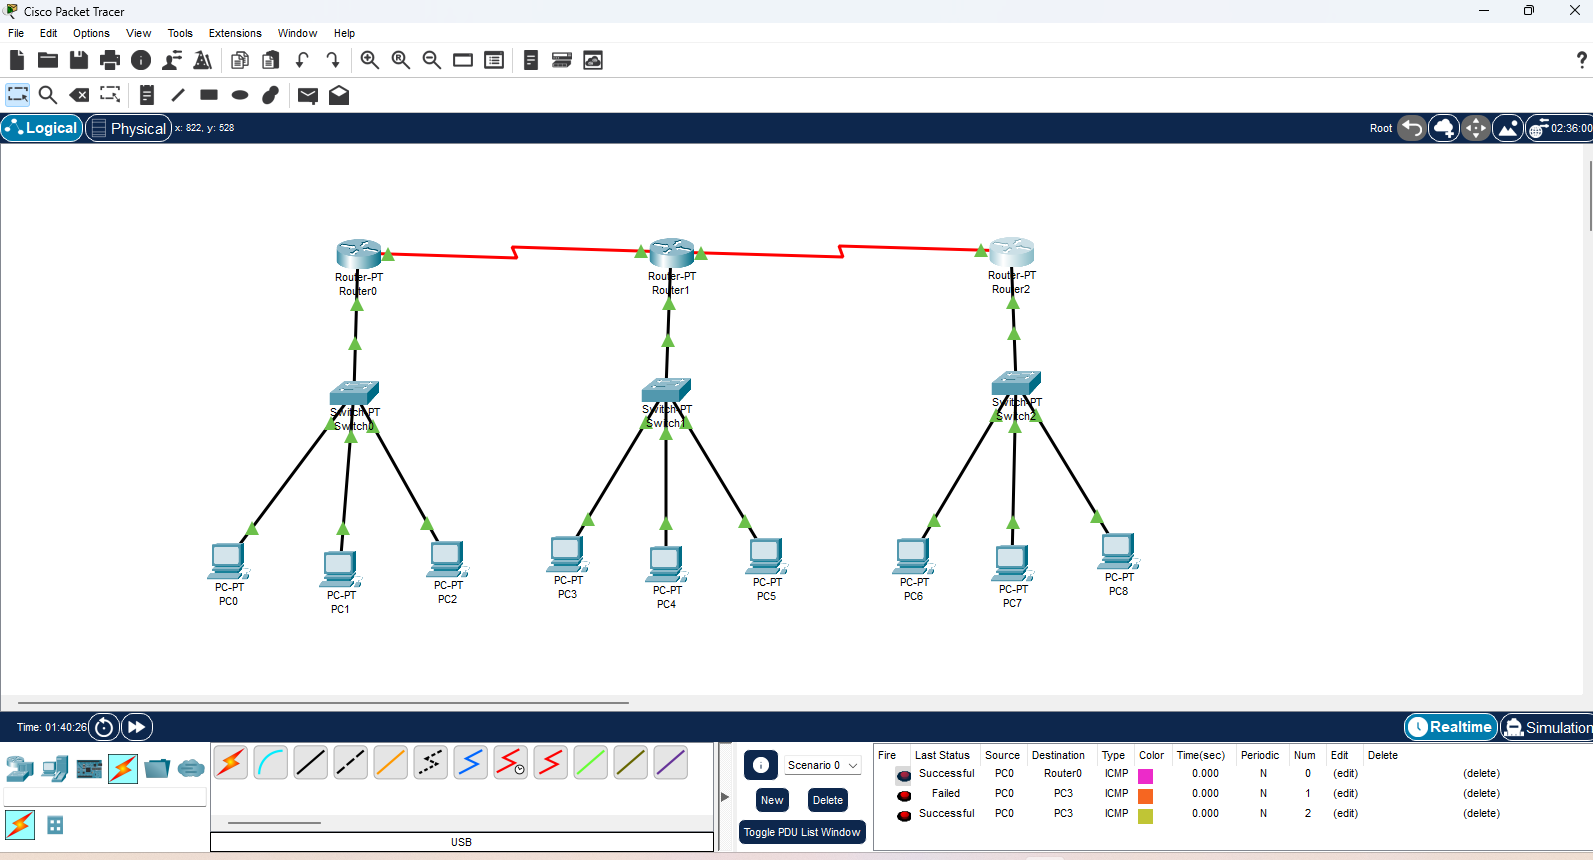 Cisco Packet Tracer
File Edit Options View Tools Extensions Window Help
?
Logical Physical x: 822, y: 528 Root 02:36:00
Router-PT
Router0
Router-PT
Router1
Router-PT
Router2
Switch-PT
Switch0
Switch-PT
Switch1
Switch-PT
Switch2
PC-PT
PC0
PC-PT
PC1
PC-PT
PC2
PC-PT
PC3
PC-PT
PC4
PC-PT
PC5
PC-PT
PC6
PC-PT
PC7
PC-PT
PC8
Time: 01:40:26 Realtime Simulation
Scenario 0
New Delete
Toggle PDU List Window
USB
Fire Last Status Source Destination Type Color Time(sec) Periodic Num Edit Delete
Successful PC0 Router0 ICMP 0.000 N 0 (edit) (delete)
Failed PC0 PC3 ICMP 0.000 N 1 (edit) (delete)
Successful PC0 PC3 ICMP 0.000 N 2 (edit) (delete)